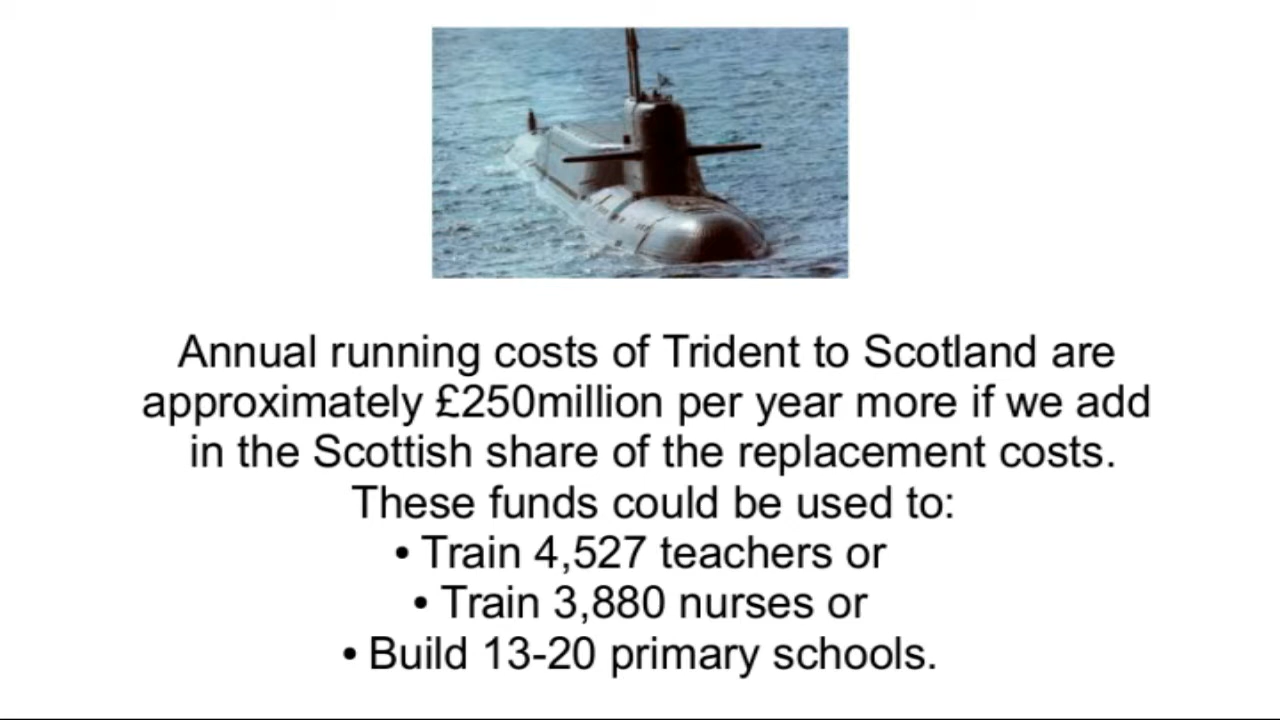 Annual running costs of Trident to Scotland are
approximately £250million per year more if we add
in the Scottish share of the replacement costs.
These funds could be used to:
• Train 4,527 teachers or
• Train 3,880 nurses or
• Build 13-20 primary schools.